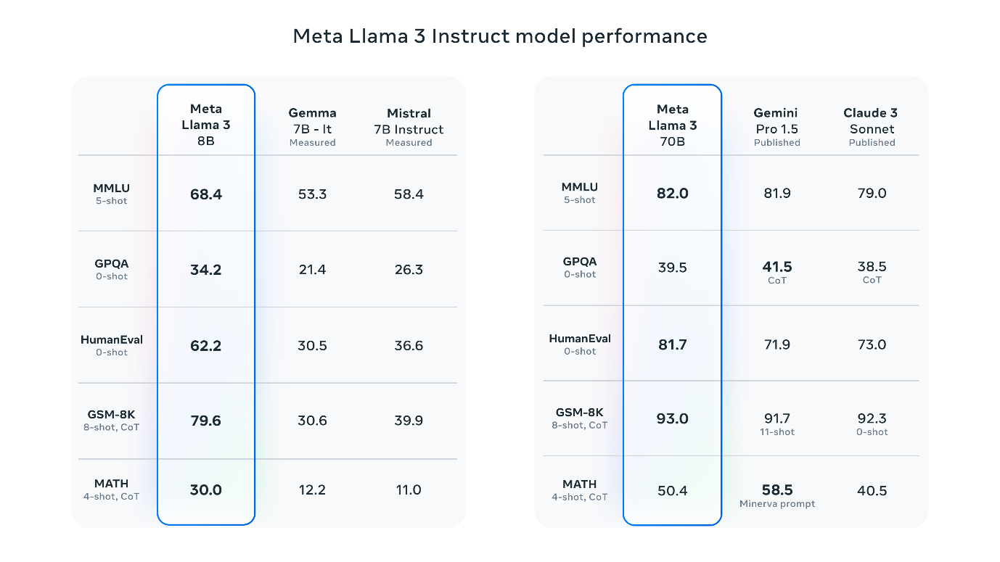 Meta Llama 3 Instruct model performance
Meta
Llama 3
8B
Gemma
7B - It
Measured
Mistral
7B Instruct
Measured
MMLU
5-shot
68.4
53.3
58.4
GPQA
0-shot
34.2
21.4
26.3
HumanEval
0-shot
62.2
30.5
36.6
GSM-8K
8-shot, CoT
79.6
30.6
39.9
MATH
4-shot, CoT
30.0
12.2
11.0
Meta
Llama 3
70B
Gemini
Pro 1.5
Published
Claude 3
Sonnet
Published
MMLU
5-shot
82.0
81.9
79.0
GPQA
0-shot
39.5
41.5
CoT
38.5
CoT
HumanEval
0-shot
81.7
71.9
73.0
GSM-8K
8-shot, CoT
93.0
91.7
11-shot
92.3
0-shot
MATH
4-shot, CoT
50.4
58.5
Minerva prompt
40.5